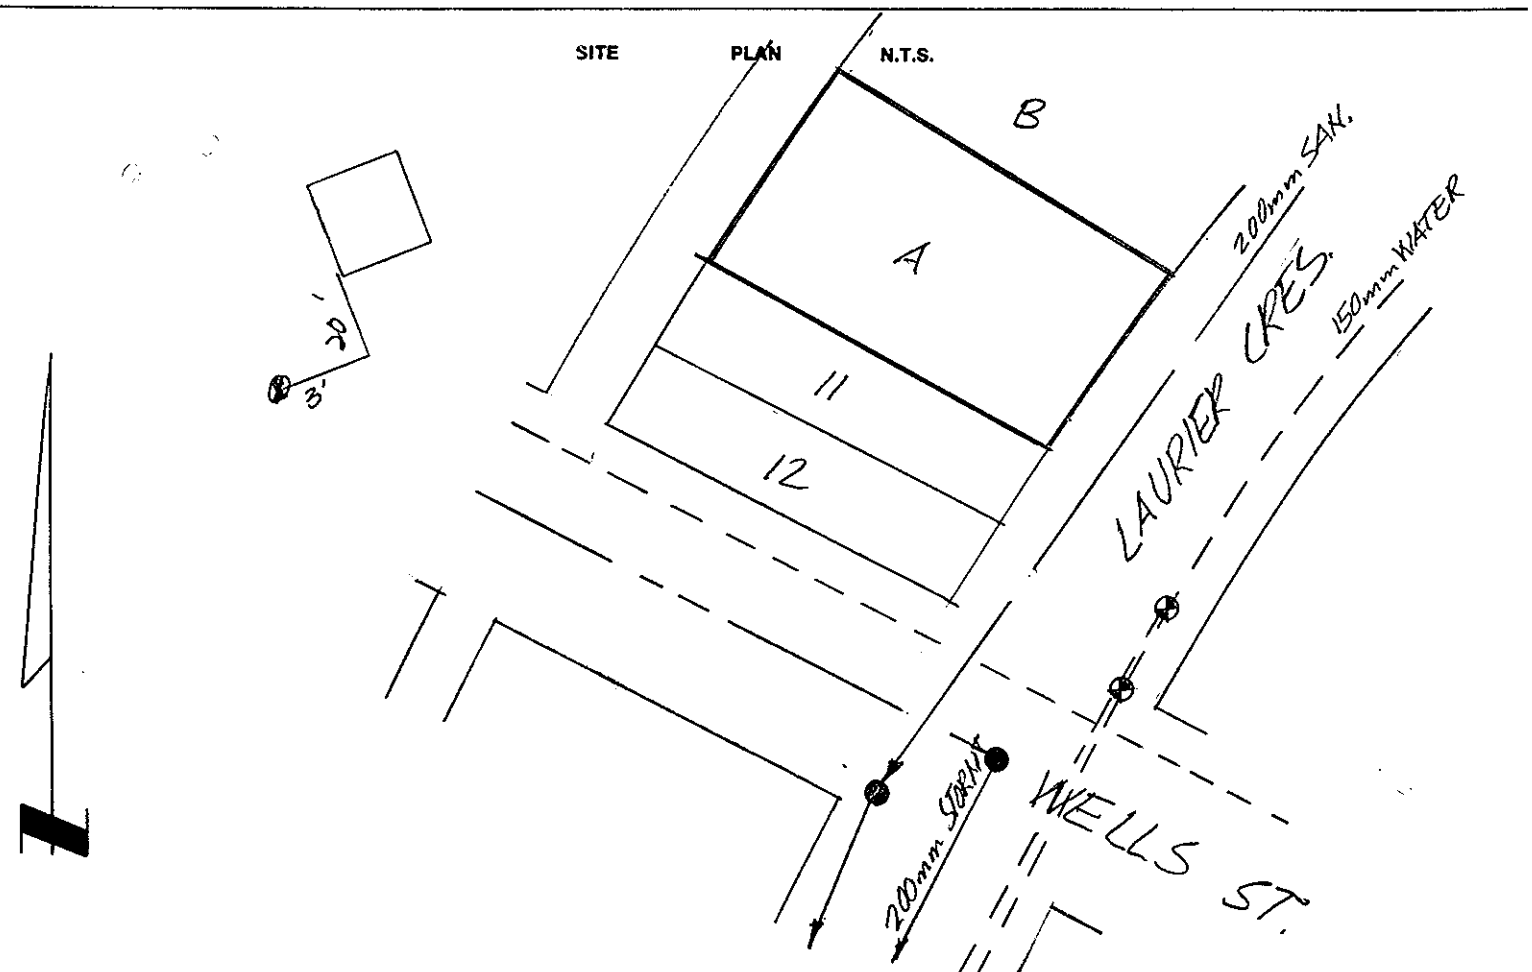 SITE PLAN N.T.S.
B
200mm SAN.
150mm WATER
A
LAURIER CRES.
20'
3'
11
12
200mm STORM
WELLS ST.